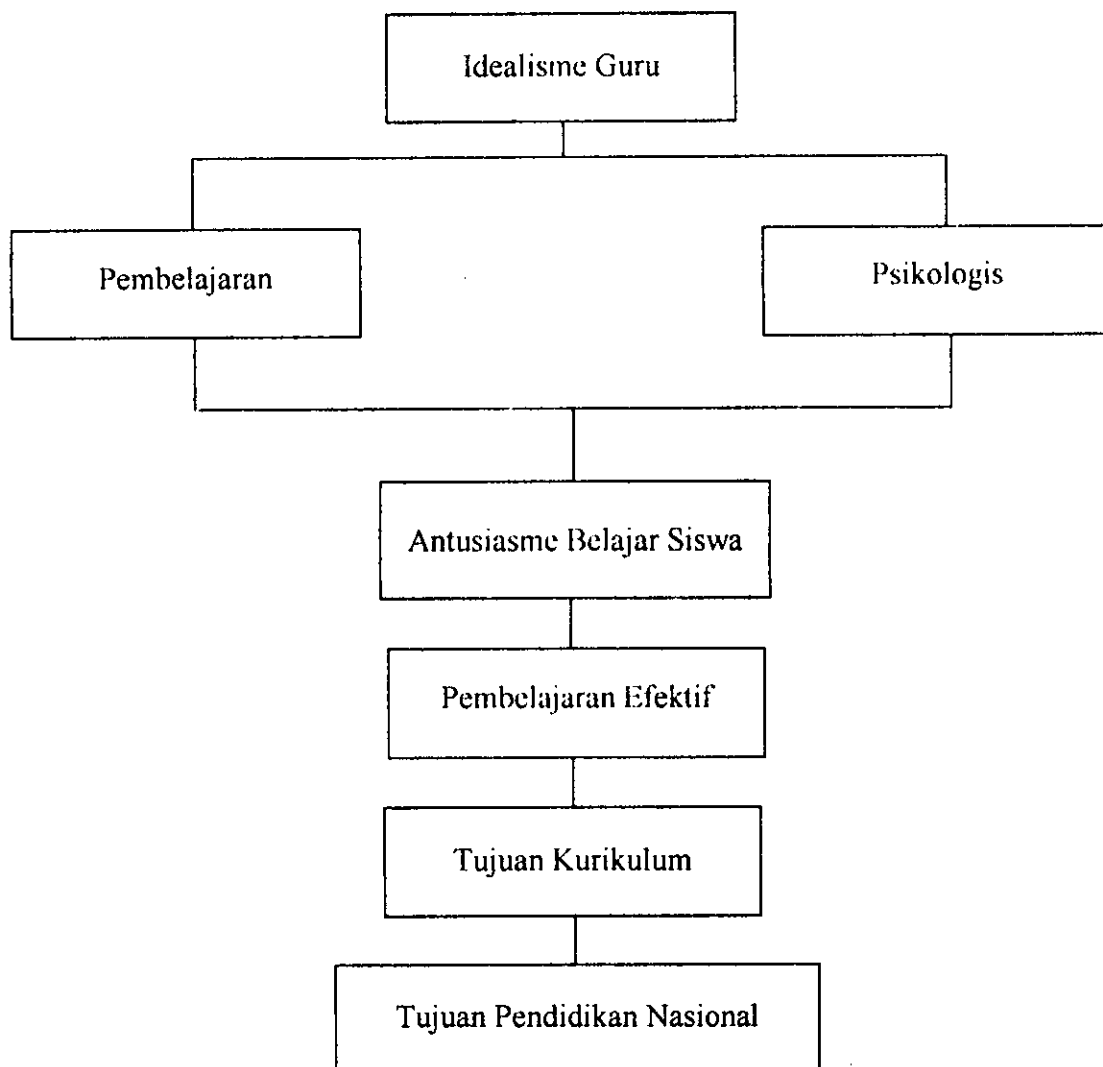 Idealisme Guru
Pembelajaran
Psikologis
Antusiasme Belajar Siswa
Pembelajaran Efektif
Tujuan Kurikulum
Tujuan Pendidikan Nasional